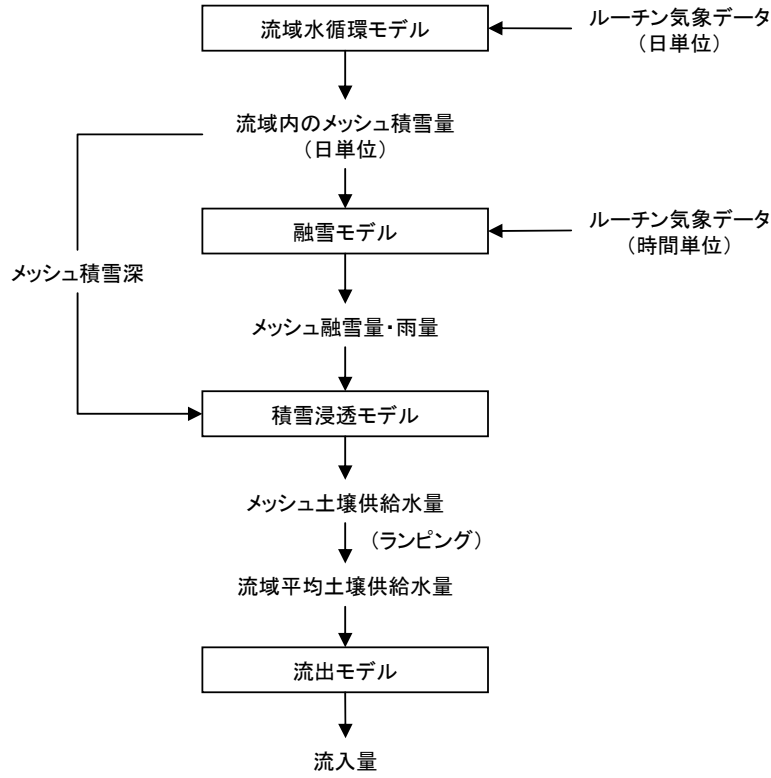 流域水循環モデル
ルーチン気象データ
（日単位）
流域内のメッシュ積雪量
（日単位）
融雪モデル
ルーチン気象データ
（時間単位）
メッシュ積雪深
メッシュ融雪量・雨量
積雪浸透モデル
メッシュ土壌供給水量
（ランピング）
流域平均土壌供給水量
流出モデル
流入量